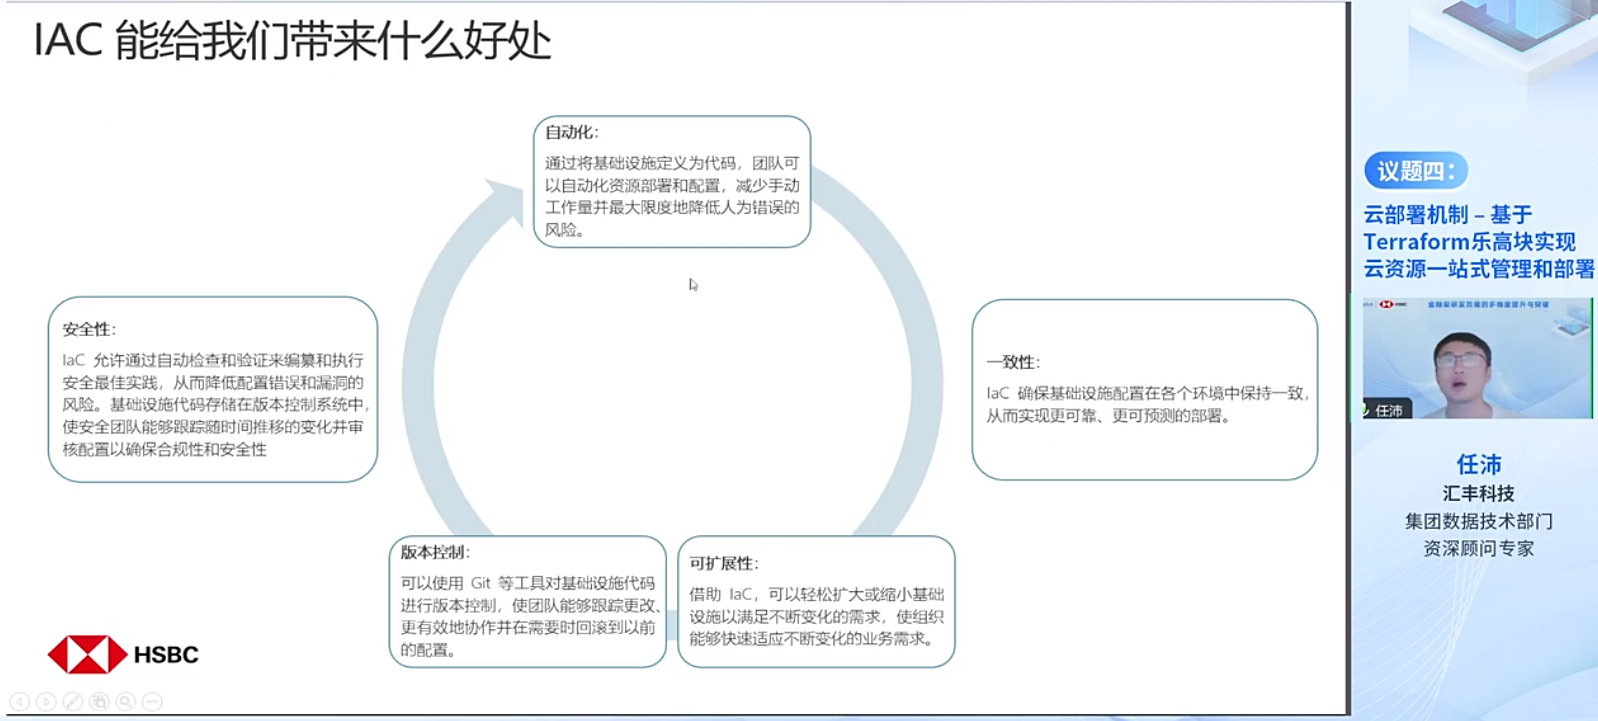 IAC 能给我们带来什么好处
自动化：
通过将基础设施定义为代码，团队可
以自动化资源部署和配置，减少手动
工作量并最大限度地降低人为错误的
风险。
安全性：
IaC 允许通过自动检查和验证来编纂和执行
安全最佳实践，从而降低配置错误和漏洞的
风险。基础设施代码存储在版本控制系统中，
使安全团队能够跟踪随时间推移的变化并审
核配置以确保合规性和安全性
一致性：
IaC 确保基础设施配置在各个环境中保持一致，
从而实现更可靠、更可预测的部署。
版本控制：
可以使用 Git 等工具对基础设施代码
进行版本控制，使团队能够跟踪更改、
更有效地协作并在需要时回滚到以前
的配置。
可扩展性：
借助 IaC，可以轻松扩大或缩小基础
设施以满足不断变化的需求，使组织
能够快速适应不断变化的业务需求。
HSBC
议题四：
云部署机制 – 基于
Terraform乐高块实现
云资源一站式管理和部署
HSBC
金融级研发效能的多维度提升与突破
任沛
任沛
汇丰科技
集团数据技术部门
资深顾问专家